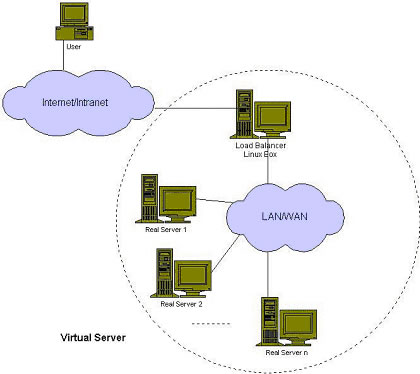 User
Internet/Intranet
Load Balancer
Linux Box
Real Server 1
LAN/WAN
Real Server 2
Virtual Server
Real Server n